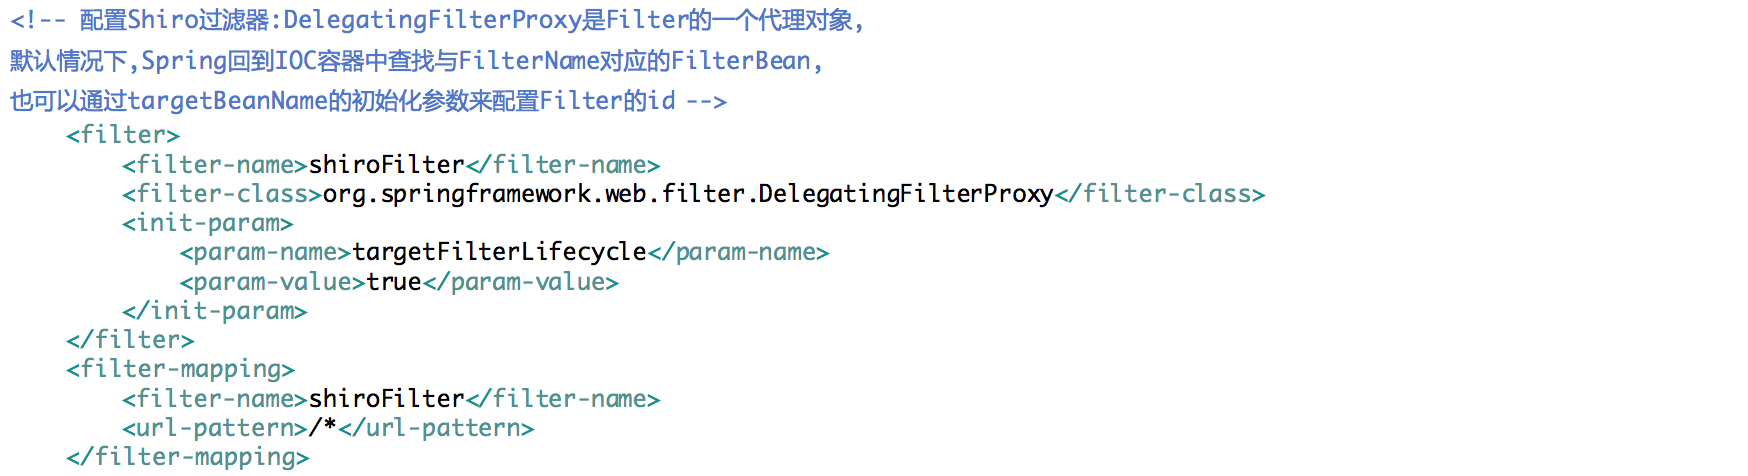 <!-- 配置Shiro过滤器:DelegatingFilterProxy是Filter的一个代理对象,
默认情况下,Spring回到IOC容器中查找与FilterName对应的FilterBean,
也可以通过targetBeanName的初始化参数来配置Filter的id -->
<filter>
<filter-name>shiroFilter</filter-name>
<filter-class>org.springframework.web.filter.DelegatingFilterProxy</filter-class>
<init-param>
<param-name>targetFilterLifecycle</param-name>
<param-value>true</param-value>
</init-param>
</filter>
<filter-mapping>
<filter-name>shiroFilter</filter-name>
<url-pattern>/*</url-pattern>
</filter-mapping>